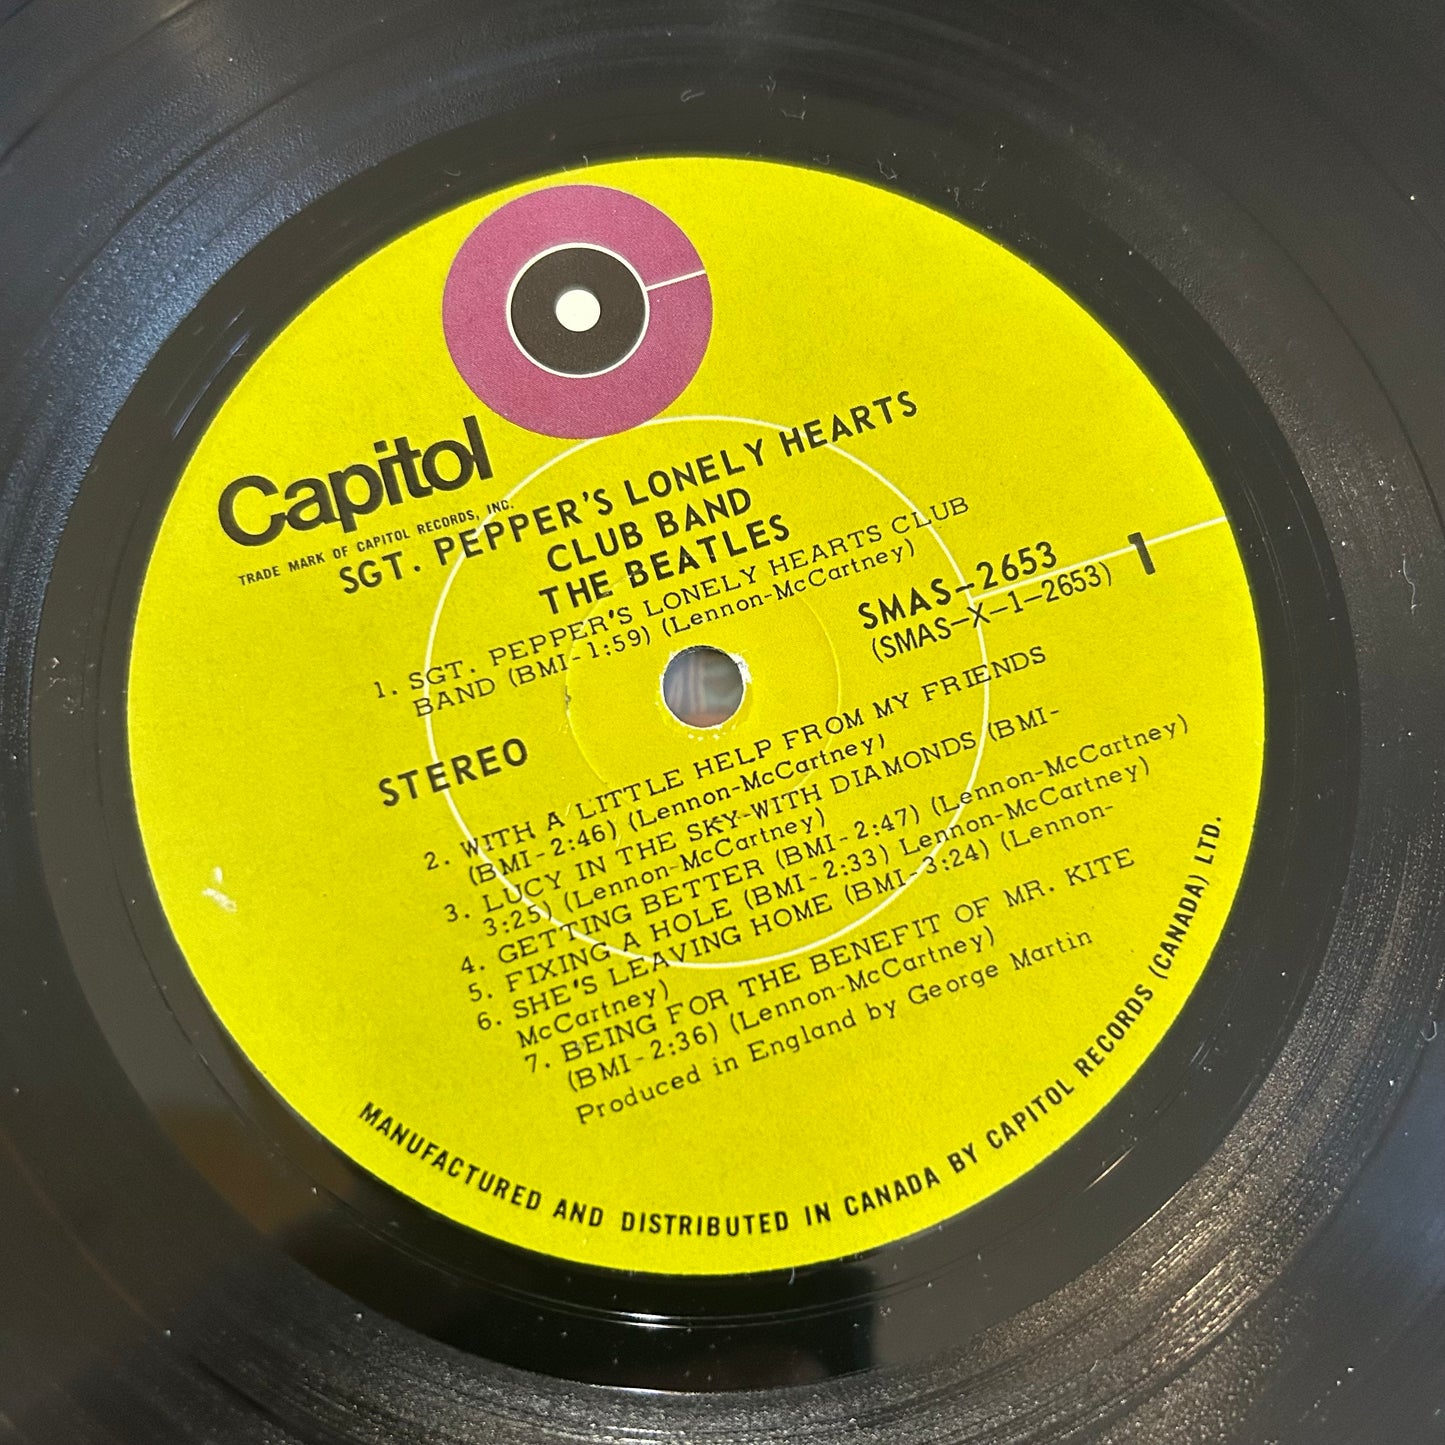 Capitol
TRADE MARK OF CAPITOL RECORDS, INC.
SGT. PEPPER'S LONELY HEARTS
CLUB BAND
THE BEATLES
1. SGT. PEPPER'S LONELY HEARTS CLUB
BAND (BMI-1:59) (Lennon-McCartney)
SMAS-2653
(SMAS-X-1-2653)
1
STEREO
2. WITH A LITTLE HELP FROM MY FRIENDS
(BMI-2:46) (Lennon-McCartney)
3. LUCY IN THE SKY-WITH DIAMONDS (BMI-
3:25) (Lennon-McCartney)
4. GETTING BETTER (BMI-2:47) (Lennon-McCartney)
5. FIXING A HOLE (BMI-2:33) Lennon-McCartney)
6. SHE'S LEAVING HOME (BMI-3:24) (Lennon-
McCartney)
7. BEING FOR THE BENEFIT OF MR. KITE
(BMI-2:36) (Lennon-McCartney)
Produced in England by George Martin
MANUFACTURED AND DISTRIBUTED IN CANADA BY CAPITOL RECORDS (CANADA) LTD.